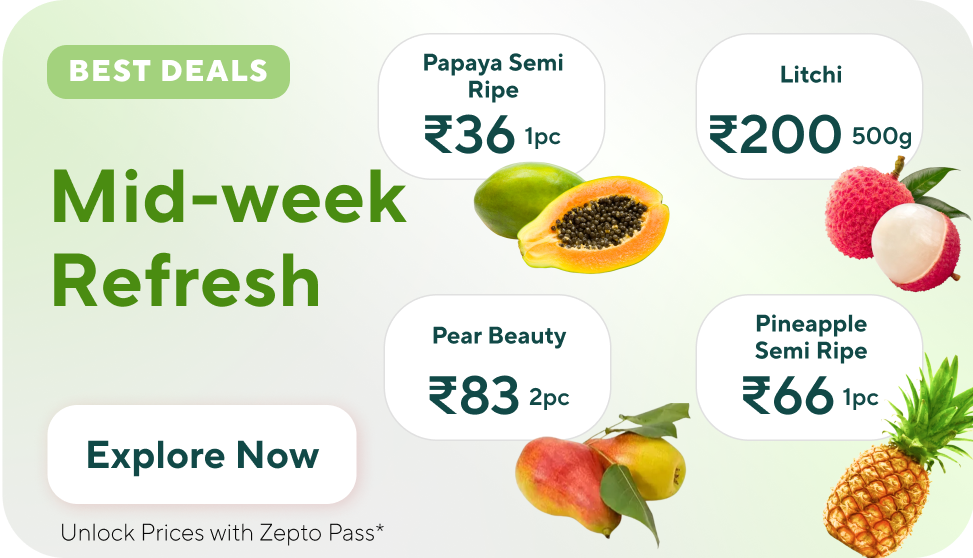 BEST DEALS
Mid-week
Refresh
Explore Now
Unlock Prices with Zepto Pass*
Papaya Semi
Ripe
₹36 1pc
Litchi
₹200 500g
Pear Beauty
₹83 2pc
Pineapple
Semi Ripe
₹66 1pc